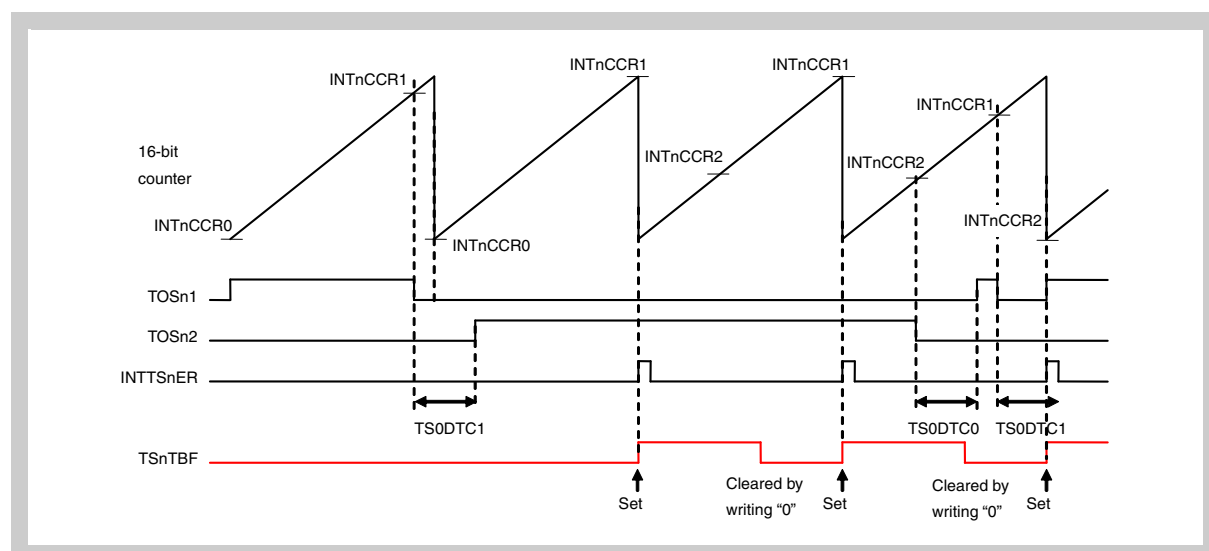 INTnCCR1
INTnCCR1
INTnCCR1
INTnCCR1
16-bit
counter
INTnCCR2
INTnCCR2
INTnCCR0
INTnCCR0
INTnCCR2
TOSn1
TOSn2
INTTSnER
TS0DTC1
TS0DTC0
TS0DTC1
TSnTBF
Set
Cleared by
writing “0”
Set
Cleared by
writing “0”
Set